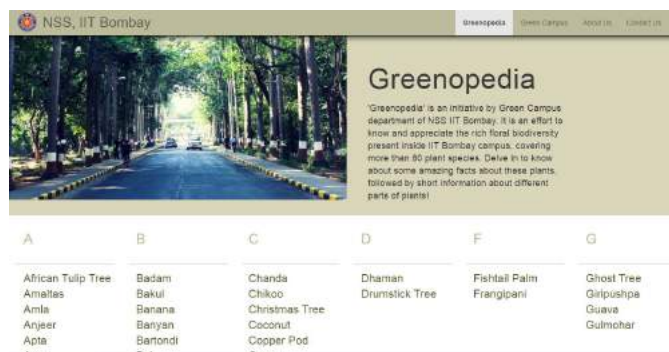 NSS, IIT Bombay
Greenopedia Green Campus About Us Contact Us
Greenopedia
'Greenopedia' is an initiative by Green Campus
department of NSS IIT Bombay. It is an effort to
know and appreciate the rich floral biodiversity
present inside IIT Bombay campus, covering
more than 80 plant species. Delve in to know
about some amazing facts about these plants,
followed by short information about different
parts of plants!
A B C D F G
African Tulip Tree Badam Chanda Dhaman Fishtail Palm Ghost Tree
Amaltas Bakul Chikoo Drumstick Tree Frangipani Giripushpa
Amla Banana Christmas Tree Guava
Anjeer Banyan Coconut Gulmohar
Apta Bartondi Copper Pod